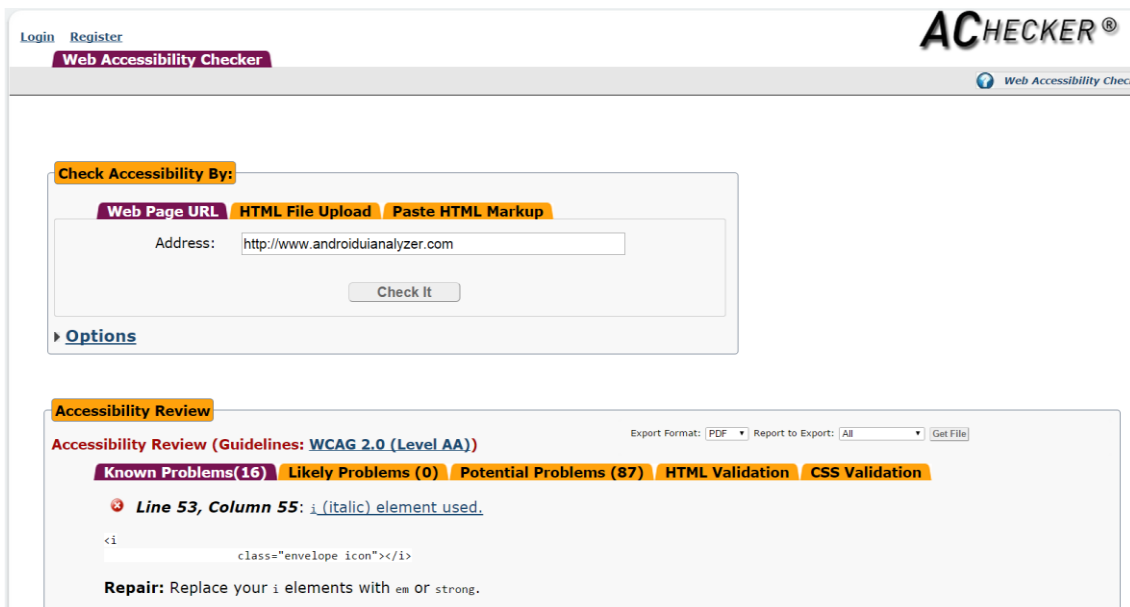 ACHECKER®
Login Register
Web Accessibility Checker
Web Accessibility Chec
Check Accessibility By:
Web Page URL HTML File Upload Paste HTML Markup
Address: http://www.androiduianalyzer.com
Check It
Options
Accessibility Review
Accessibility Review (Guidelines: WCAG 2.0 (Level AA))
Export Format: PDF Report to Export: All Get File
Known Problems(16) Likely Problems (0) Potential Problems (87) HTML Validation CSS Validation
Line 53, Column 55: i (italic) element used.
<i
class="envelope icon"></i>
Repair: Replace your i elements with em or strong.